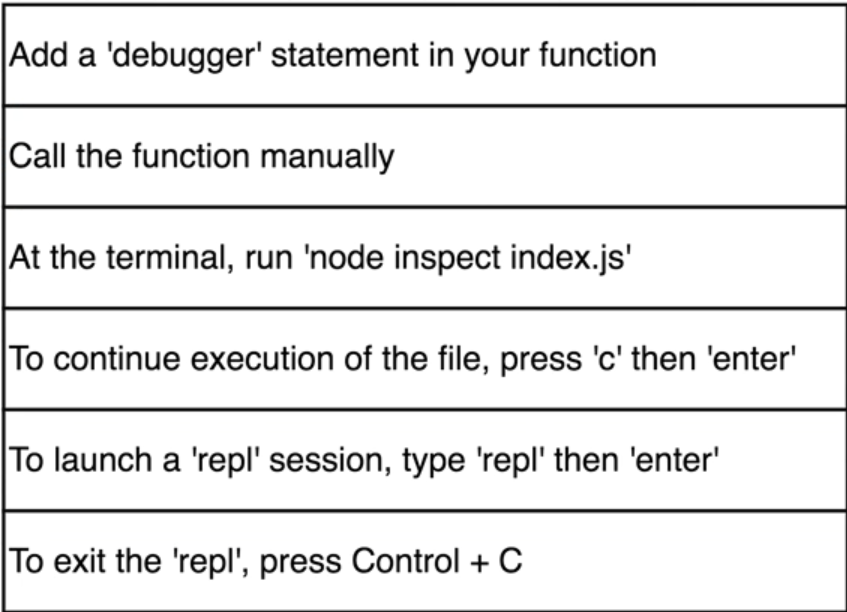 Add a 'debugger' statement in your function
Call the function manually
At the terminal, run 'node inspect index.js'
To continue execution of the file, press 'c' then 'enter'
To launch a 'repl' session, type 'repl' then 'enter'
To exit the 'repl', press Control + C